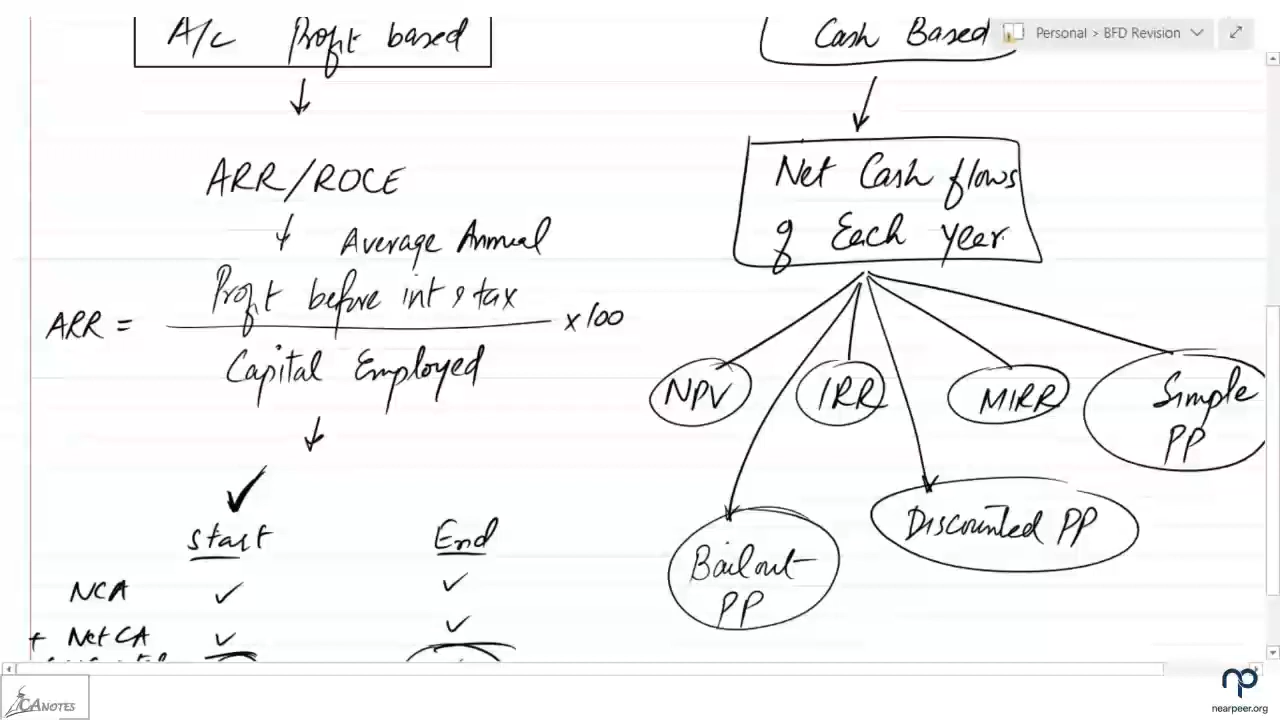 A/c Profit based
↓
ARR/ROCE
↓ Average Annual
Profit before int & tax
ARR = 
x100
Capital Employed
↓
✓
Start End
NCA ✓ ✓
+ Net CA ✓ ✓
Cash Based
Personal > BFD Revision
Net Cash flows
of Each year
NPV
IRR
MIRR
Simple
PP
Bailout
PP
Discounted PP
CANOTES
np
nearpeer.org